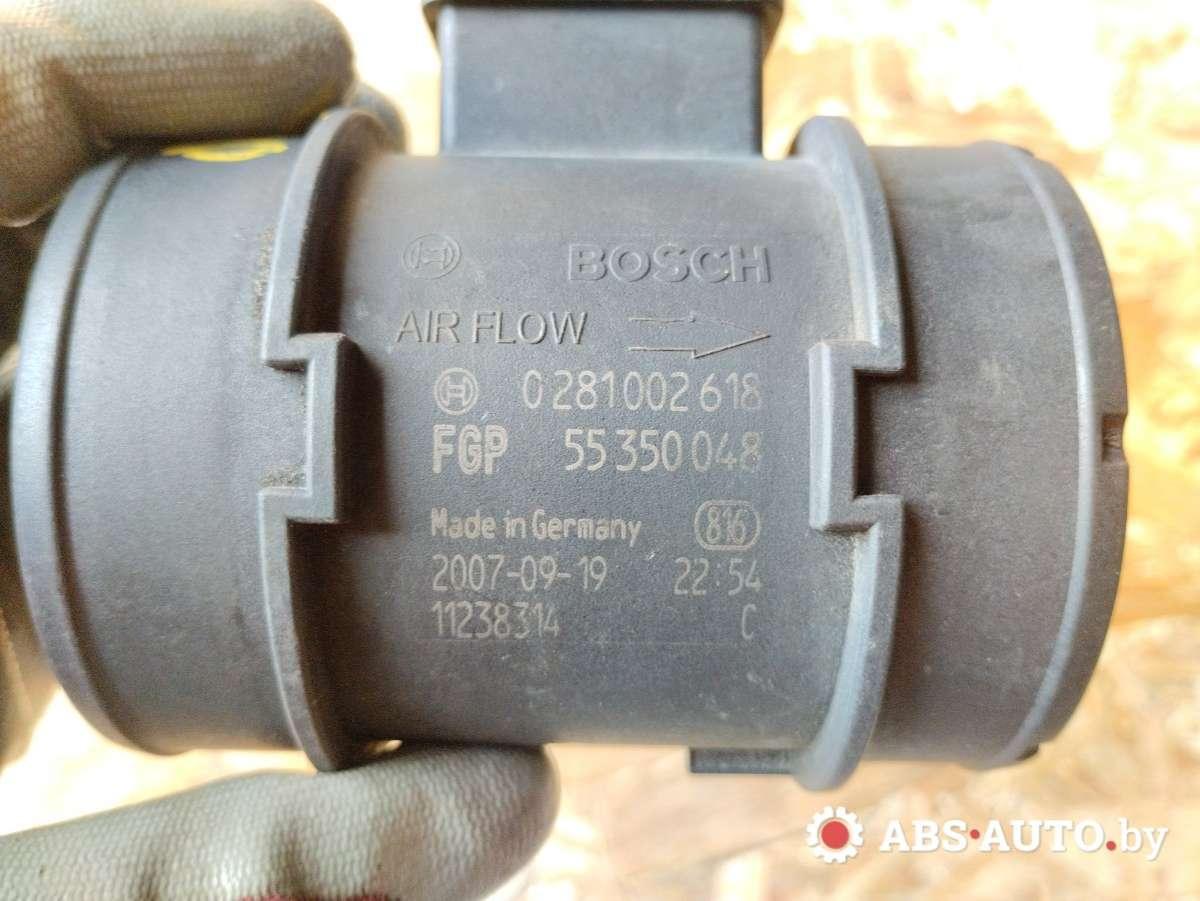 BOSCH
AIR FLOW
0 281 002 618
FGP 55 350 048
Made in Germany 816
2007-09-19 22:54
11238314 C
ABS-AUTO.by